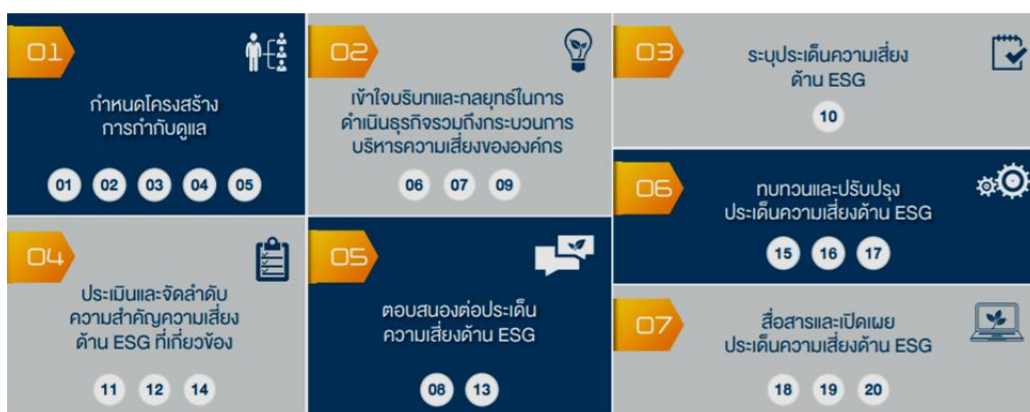 01
กำหนดโครงสร้าง
การกำกับดูแล
01 02 03 04 05
02
เข้าใจบริบทและกลยุทธ์ในการ
ดำเนินธุรกิจรวมถึงกระบวนการ
บริหารความเสี่ยงขององค์กร
06 07 09
03
ระบุประเด็นความเสี่ยง
ด้าน ESG
10
04
ประเมินและจัดลำดับ
ความสำคัญความเสี่ยง
ด้าน ESG ที่เกี่ยวข้อง
11 12 14
05
ตอบสนองต่อประเด็น
ความเสี่ยงด้าน ESG
08 13
06
ทบทวนและปรับปรุง
ประเด็นความเสี่ยงด้าน ESG
15 16 17
07
สื่อสารและเปิดเผย
ประเด็นความเสี่ยงด้าน ESG
18 19 20